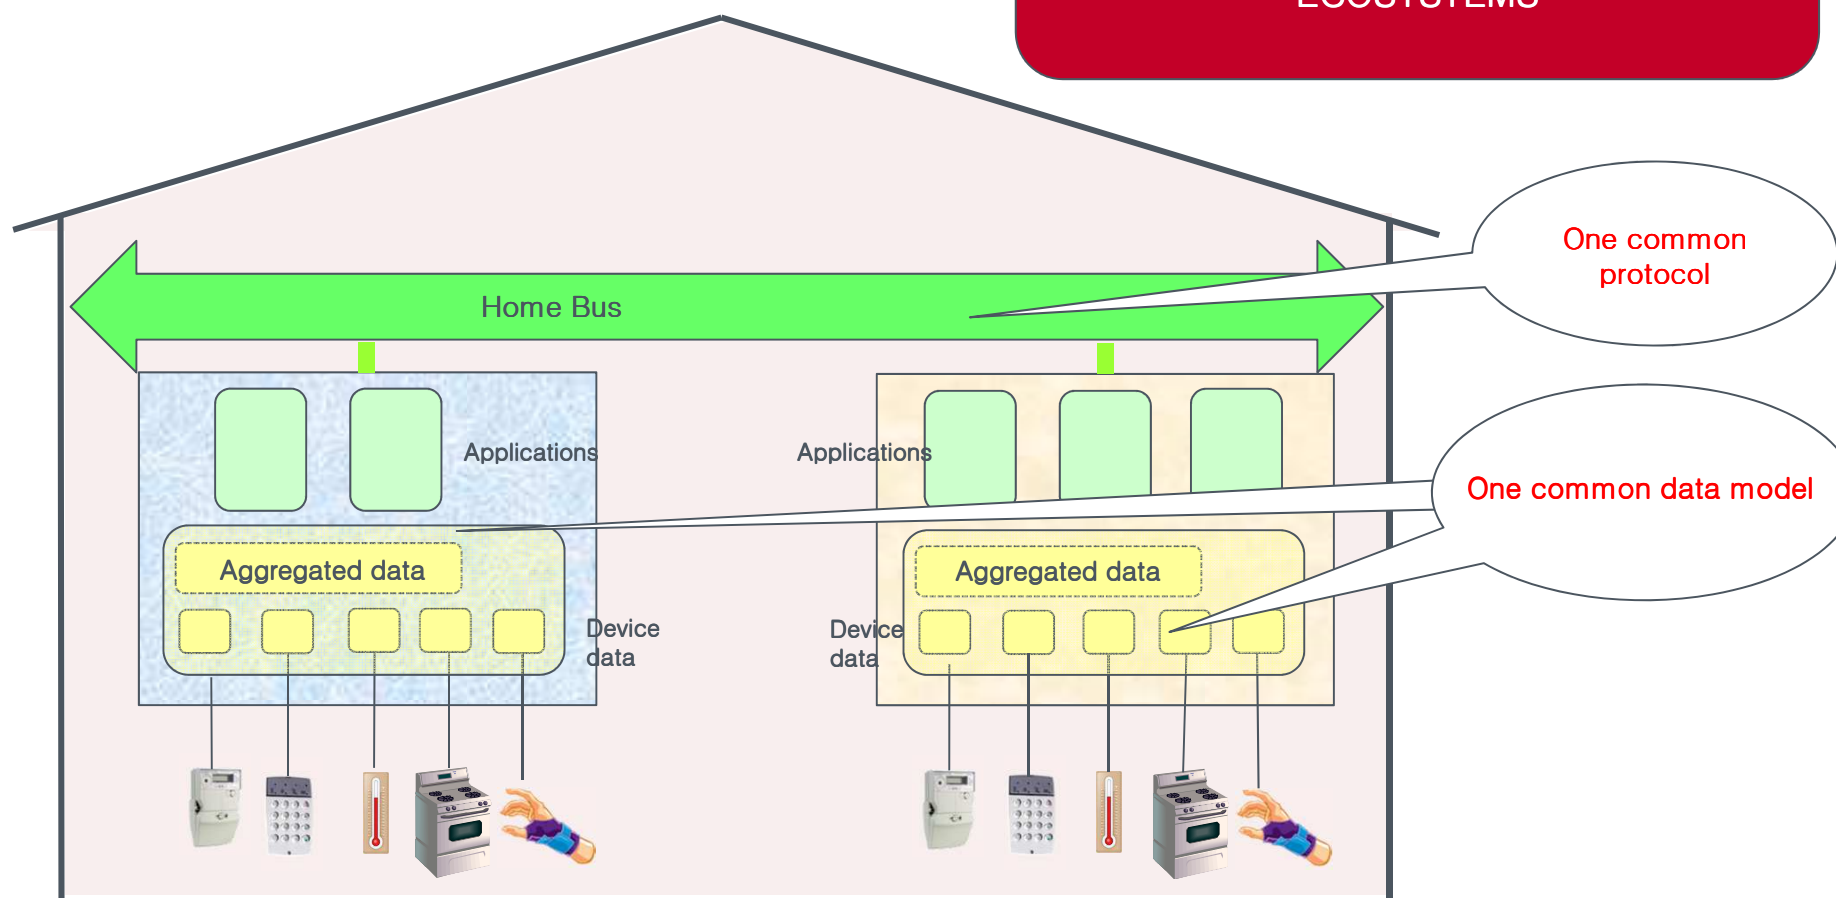 ECOSYSTEMS
One common
protocol
Home Bus
Applications
Applications
One common data model
Aggregated data
Aggregated data
Device
data
Device
data